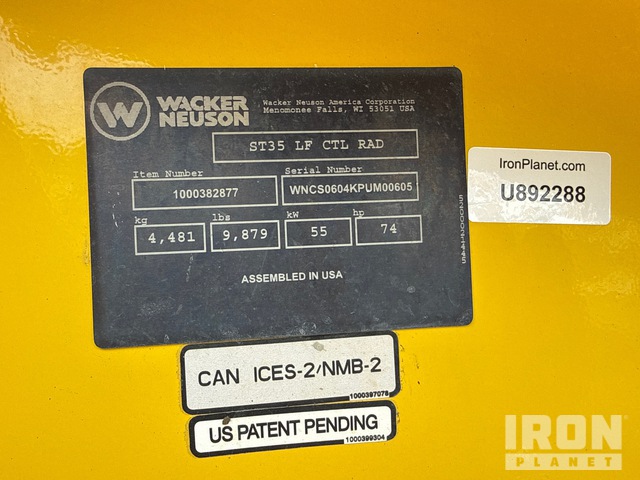 W WACKER NEUSON
Wacker Neuson America Corporation
Menomonee Falls, WI 53051 USA
ST35 LF CTL RAD
Item Number
1000382877
Serial Number
WNCS0604KPUM00605
kg
4,481
lbs
9,879
kW
55
hp
74
ASSEMBLED IN USA
IronPlanet.com
U892288
CAN ICES-2/NMB-2
1000387078
US PATENT PENDING
1000399304
IRON
PLANET